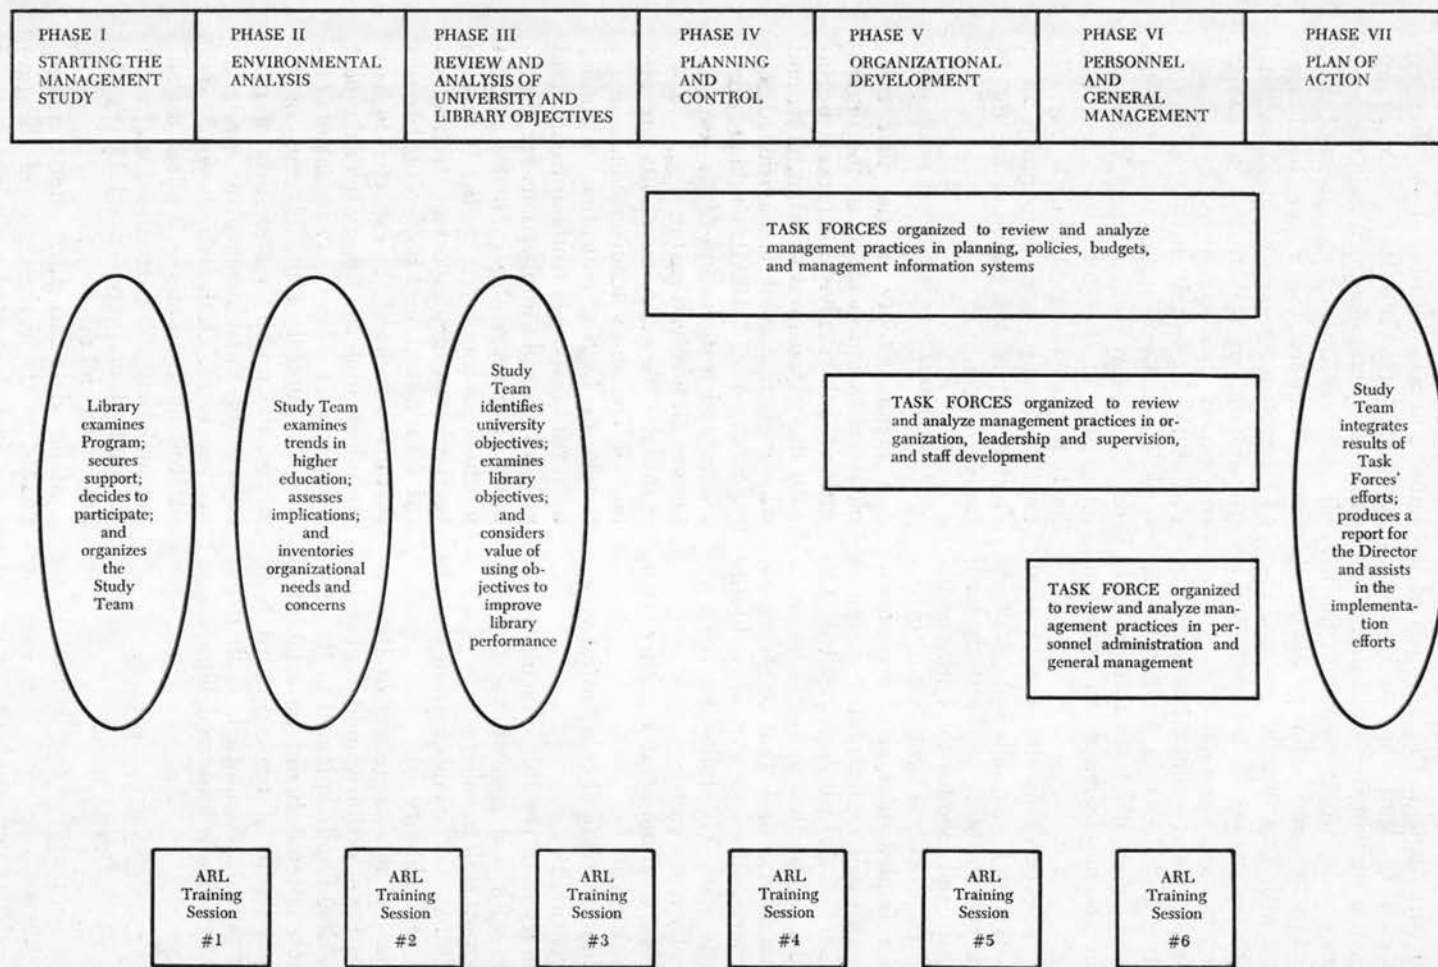 PHASE I
STARTING THE
MANAGEMENT
STUDY
PHASE II
ENVIRONMENTAL
ANALYSIS
PHASE III
REVIEW AND
ANALYSIS OF
UNIVERSITY AND
LIBRARY OBJECTIVES
PHASE IV
PLANNING
AND
CONTROL
PHASE V
ORGANIZATIONAL
DEVELOPMENT
PHASE VI
PERSONNEL
AND
GENERAL
MANAGEMENT
PHASE VII
PLAN OF
ACTION
Library
examines
Program;
secures
support;
decides to
participate;
and
organizes
the
Study
Team
Study Team
examines
trends in
higher
education;
assesses
implications;
and
inventories
organizational
needs and
concerns
Study
Team
identifies
university
objectives;
examines
library
objectives;
and
considers
value of
using ob-
jectives to
improve
library
performance
TASK FORCES organized to review and analyze
management practices in planning, policies, budgets,
and management information systems
TASK FORCES organized to review
and analyze management practices in or-
ganization, leadership and supervision,
and staff development
TASK FORCE organized
to review and analyze man-
agement practices in per-
sonnel administration and
general management
Study
Team
integrates
results of
Task
Forces'
efforts;
produces a
report for
the Director
and assists
in the
implementa-
tion
efforts
ARL
Training
Session
#1
ARL
Training
Session
#2
ARL
Training
Session
#3
ARL
Training
Session
#4
ARL
Training
Session
#5
ARL
Training
Session
#6